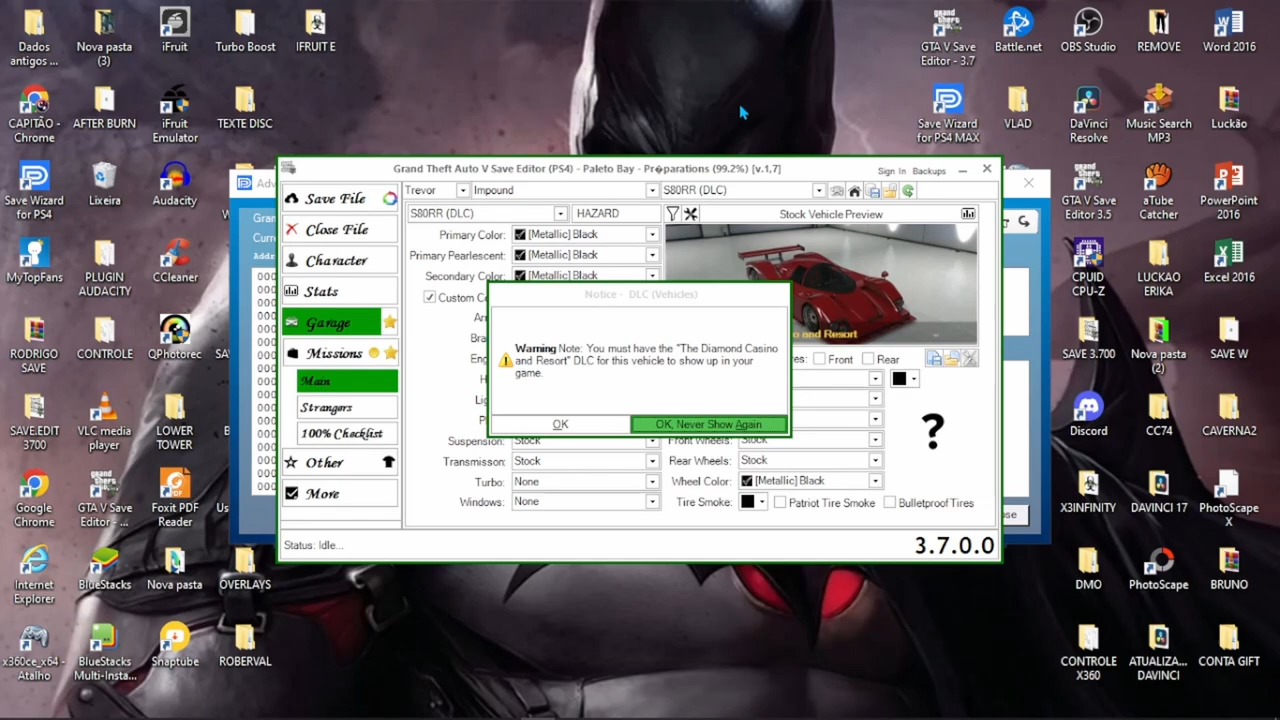 Dados
antigos ...
Nova pasta
(3)
iFruit
Turbo Boost
IFRUIT E
CAPITÃO -
Chrome
AFTER BURN
iFruit
Emulator
TEXTE DISC
Save Wizard
for PS4
Lixeira
Audacity
MyTopFans
PLUGIN
AUDACITY
CCleaner
RODRIGO
SAVE
CONTROLE
QPhotorec
SAVE.EDIT
3700
VLC media
player
LOWER
TOWER
Google
Chrome
GTA V Save
Editor - ...
Foxit PDF
Reader
Internet
Explorer
BlueStacks
Nova pasta
OVERLAYS
x360ce_x64 -
Atalho
BlueStacks
Multi-Insta...
Snaptube
ROBERVAL
Grand Theft Auto V Save Editor (PS4) - Paleto Bay - Pr�parations (99.2%) [v.1,7]
Sign In Backups
Save File
Close File
Character
Stats
Garage
Missions
Main
Strangers
100% Checklist
Other
More
Trevor
Impound
S80RR (DLC)
S80RR (DLC)
HAZARD
Stock Vehicle Preview
Primary Color:
[Metallic] Black
Primary Pearlescent:
[Metallic] Black
Secondary Color:
[Metallic] Black
Notice - DLC (Vehicles)
Warning Note: You must have the "The Diamond Casino
and Resort" DLC for this vehicle to show up in your
game.
OK
OK, Never Show Again
o and Resort
Front
Rear
?
Suspension:
Stock
Front Wheels:
Stock
Transmisson:
Stock
Rear Wheels:
Stock
Turbo:
None
Wheel Color:
[Metallic] Black
Windows:
None
Tire Smoke:
Patriot Tire Smoke
Bulletproof Tires
Status: Idle...
3.7.0.0
grand
theft
auto
GTA V Save
Editor - 3.7
Battle.net
OBS Studio
REMOVE
Word 2016
Save Wizard
for PS4 MAX
VLAD
DaVinci
Resolve
Music Search
MP3
Luckão
GTA V Save
Editor 3.5
aTube
Catcher
PowerPoint
2016
CPUID
CPU-Z
LUCKAO
ERIKA
Excel 2016
SAVE 3.700
Nova pasta
(2)
SAVE W
Discord
CC74
CAVERNA2
X3INFINITY
DAVINCI 17
PhotoScape
X
DMO
PhotoScape
BRUNO
CONTROLE
X360
ATUALIZA...
DAVINCI
CONTA GIFT